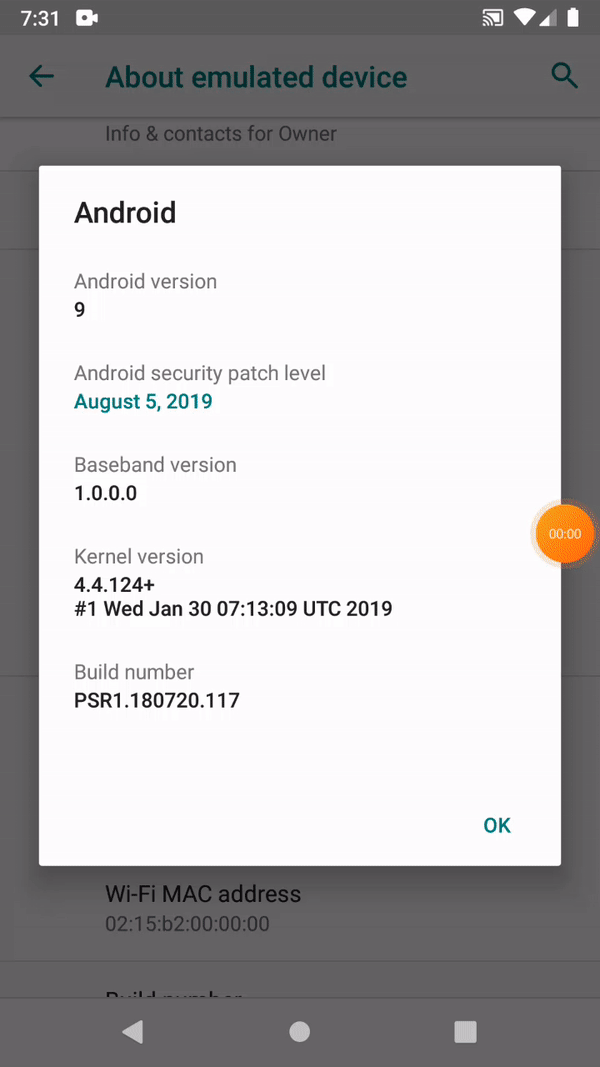 7:31
About emulated device
Info & contacts for Owner
Android
Android version
9
Android security patch level
August 5, 2019
Baseband version
1.0.0.0
00:00
Kernel version
4.4.124+
#1 Wed Jan 30 07:13:09 UTC 2019
Build number
PSR1.180720.117
OK
Wi-Fi MAC address
02:15:b2:00:00:00
Build number